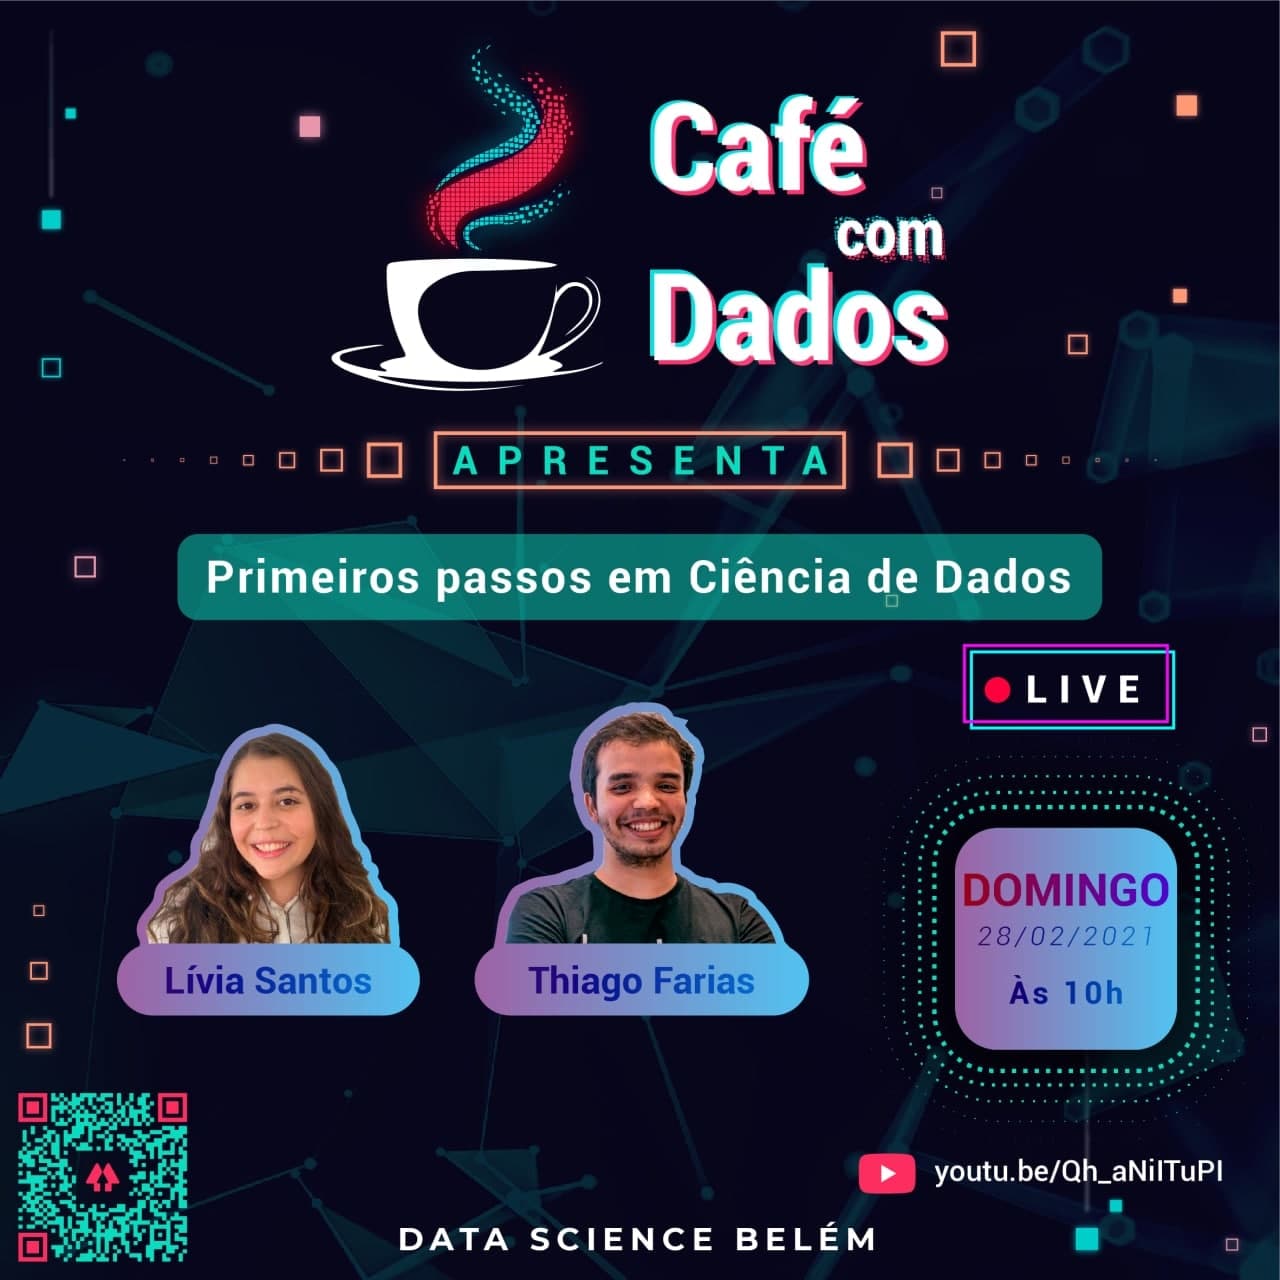 Café
com
Dados
APRESENTA
Primeiros passos em Ciência de Dados
LIVE
Lívia Santos
Thiago Farias
DOMINGO
28/02/2021
Às 10h
youtu.be/Qh_aNiITuPI
DATA SCIENCE BELÉM